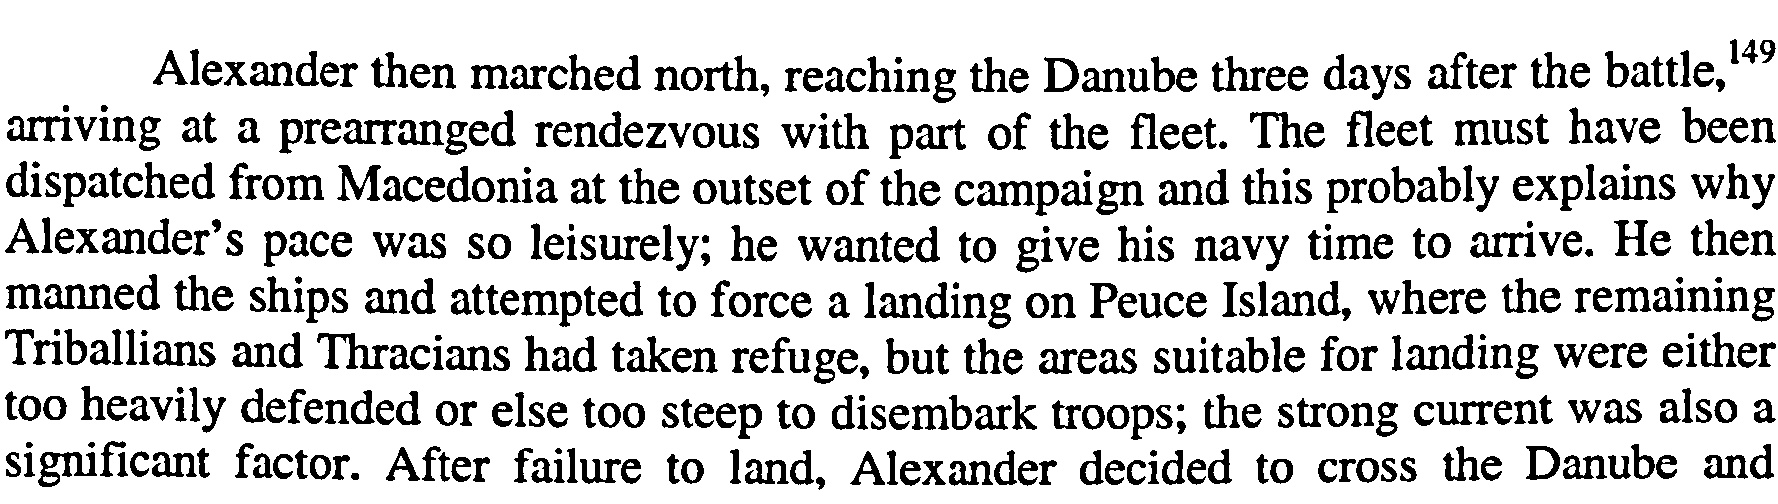 Alexander then marched north, reaching the Danube three days after the battle,149
arriving at a prearranged rendezvous with part of the fleet. The fleet must have been
dispatched from Macedonia at the outset of the campaign and this probably explains why
Alexander's pace was so leisurely; he wanted to give his navy time to arrive. He then
manned the ships and attempted to force a landing on Peuce Island, where the remaining
Triballians and Thracians had taken refuge, but the areas suitable for landing were either
too heavily defended or else too steep to disembark troops; the strong current was also a
significant factor. After failure to land, Alexander decided to cross the Danube and